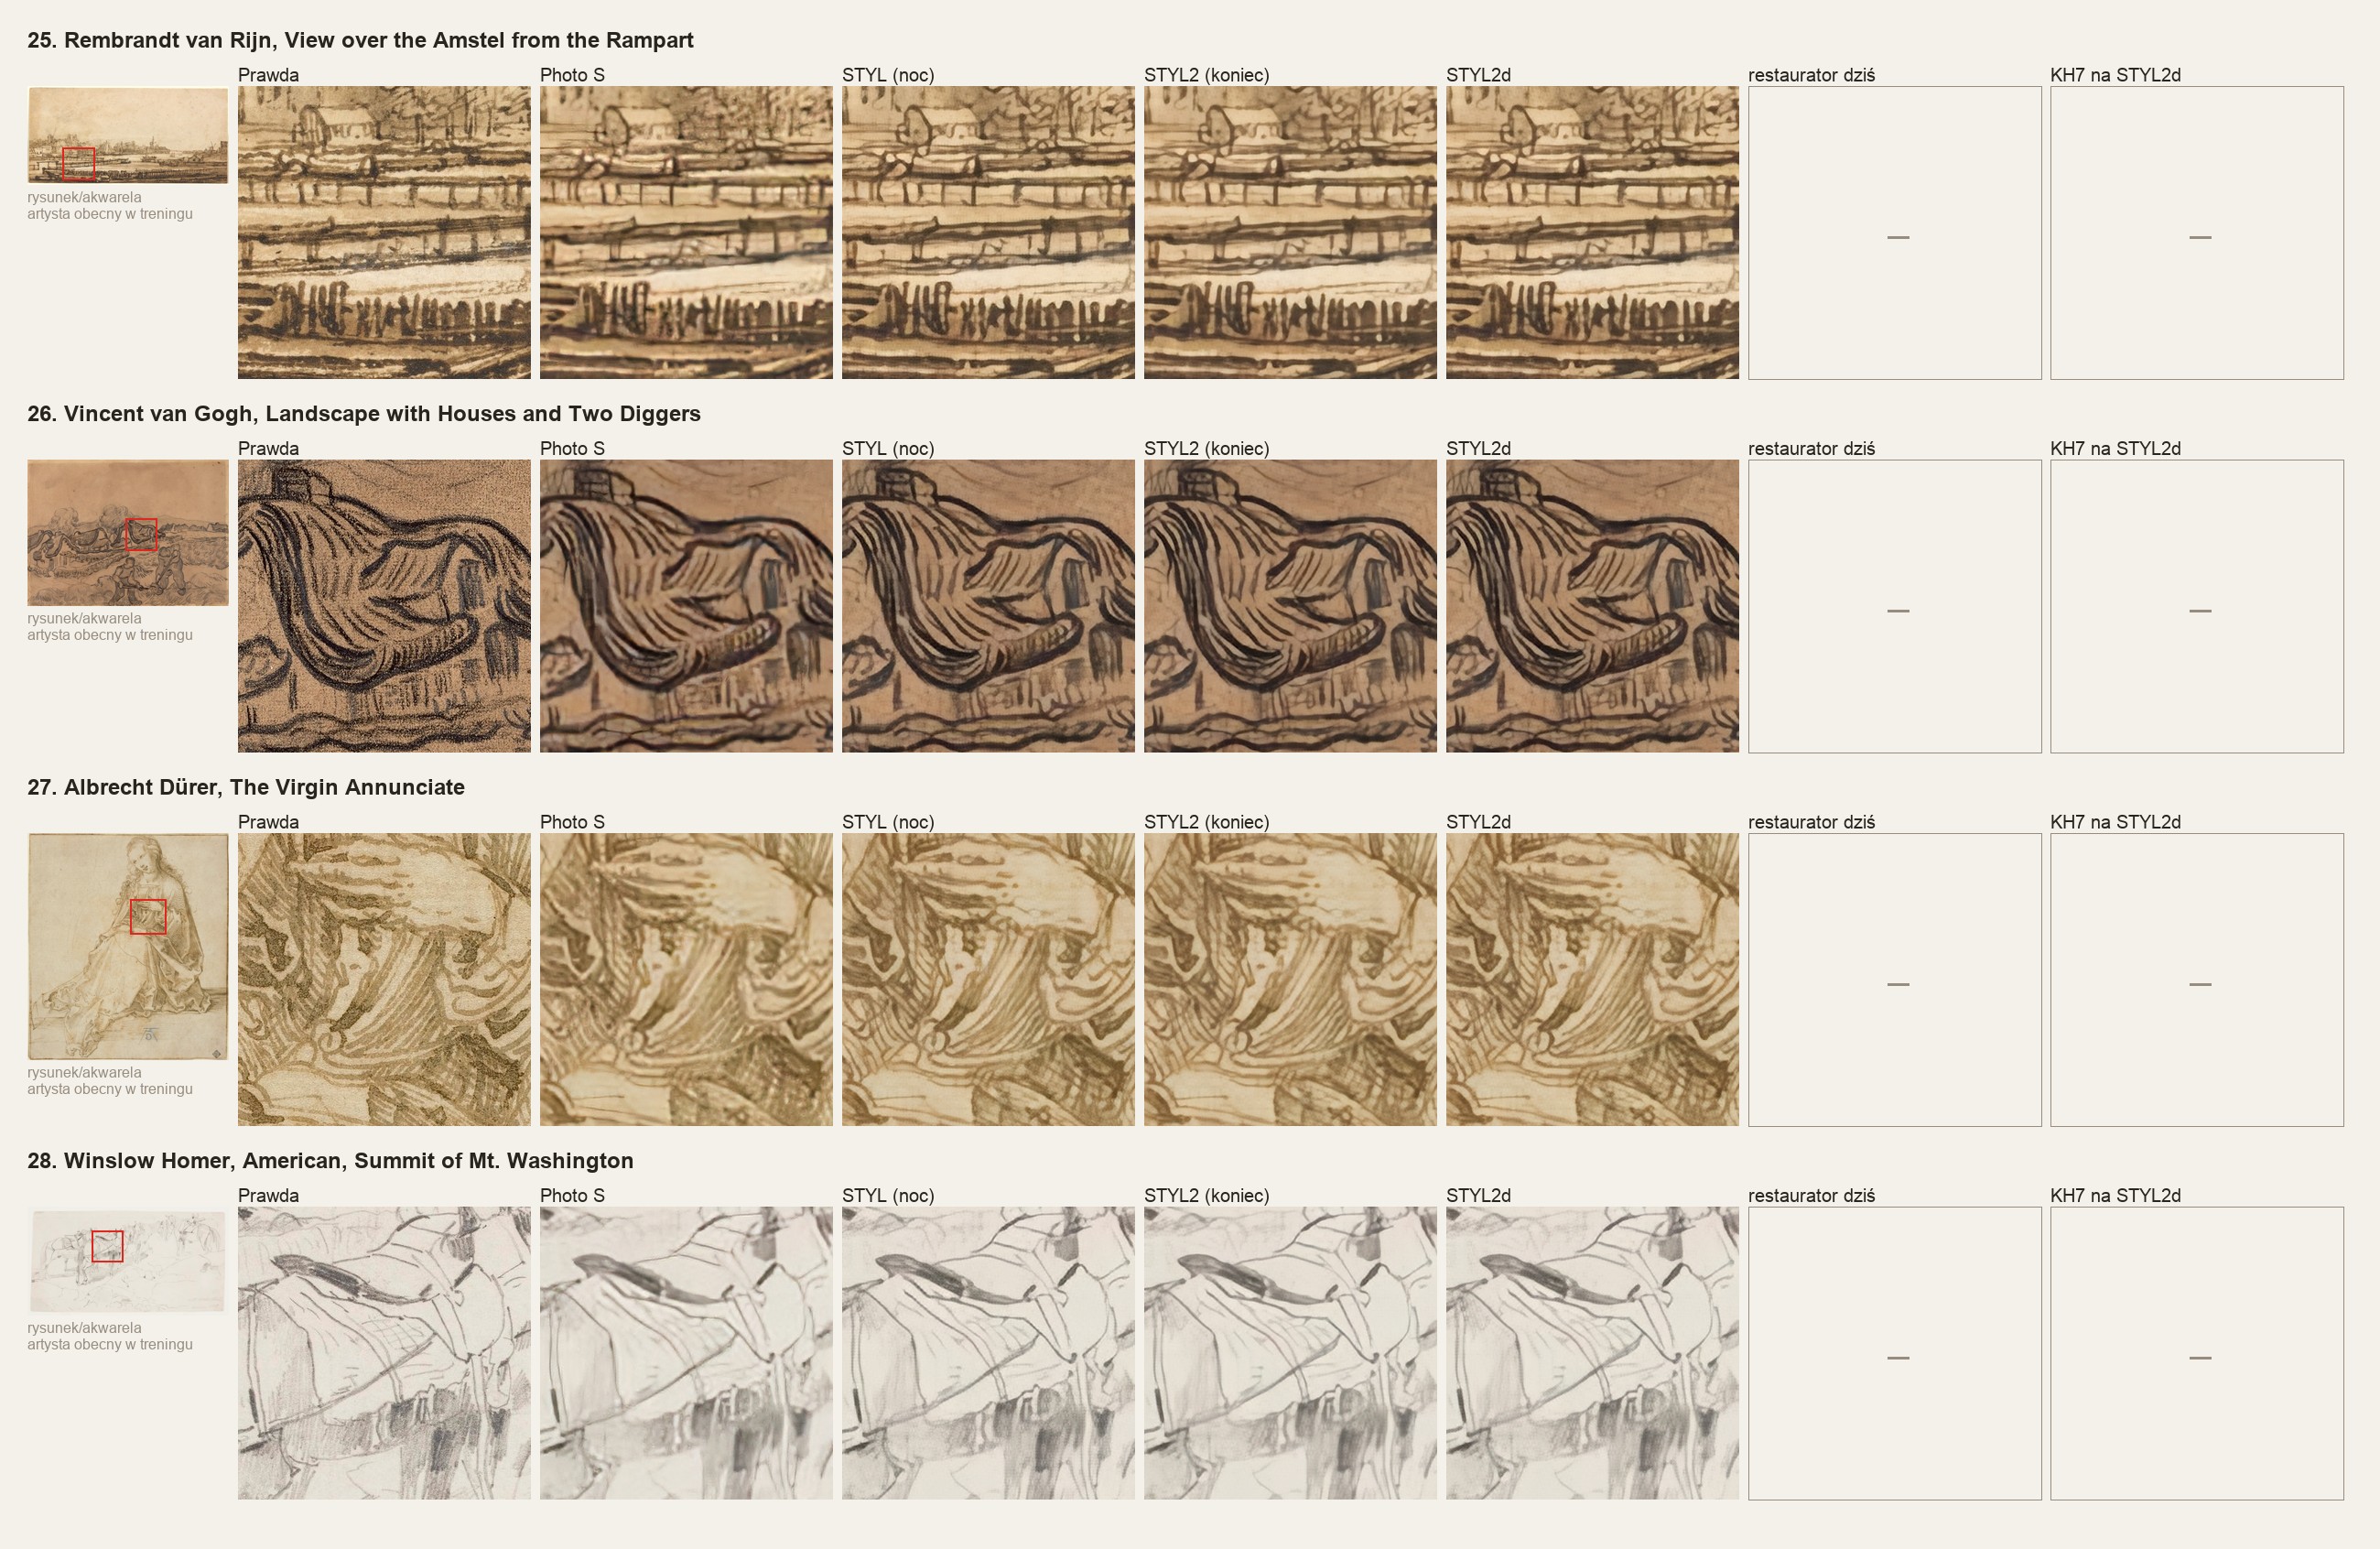 25. Rembrandt van Rijn, View over the Amstel from the Rampart
Prawda
Photo S
STYL (noc)
STYL2 (koniec)
STYL2d
restaurator dziś
KH7 na STYL2d
—
—
rysunek/akwarela
artysta obecny w treningu
26. Vincent van Gogh, Landscape with Houses and Two Diggers
Prawda
Photo S
STYL (noc)
STYL2 (koniec)
STYL2d
restaurator dziś
KH7 na STYL2d
—
—
rysunek/akwarela
artysta obecny w treningu
27. Albrecht Dürer, The Virgin Annunciate
Prawda
Photo S
STYL (noc)
STYL2 (koniec)
STYL2d
restaurator dziś
KH7 na STYL2d
—
—
rysunek/akwarela
artysta obecny w treningu
28. Winslow Homer, American, Summit of Mt. Washington
Prawda
Photo S
STYL (noc)
STYL2 (koniec)
STYL2d
restaurator dziś
KH7 na STYL2d
—
—
rysunek/akwarela
artysta obecny w treningu